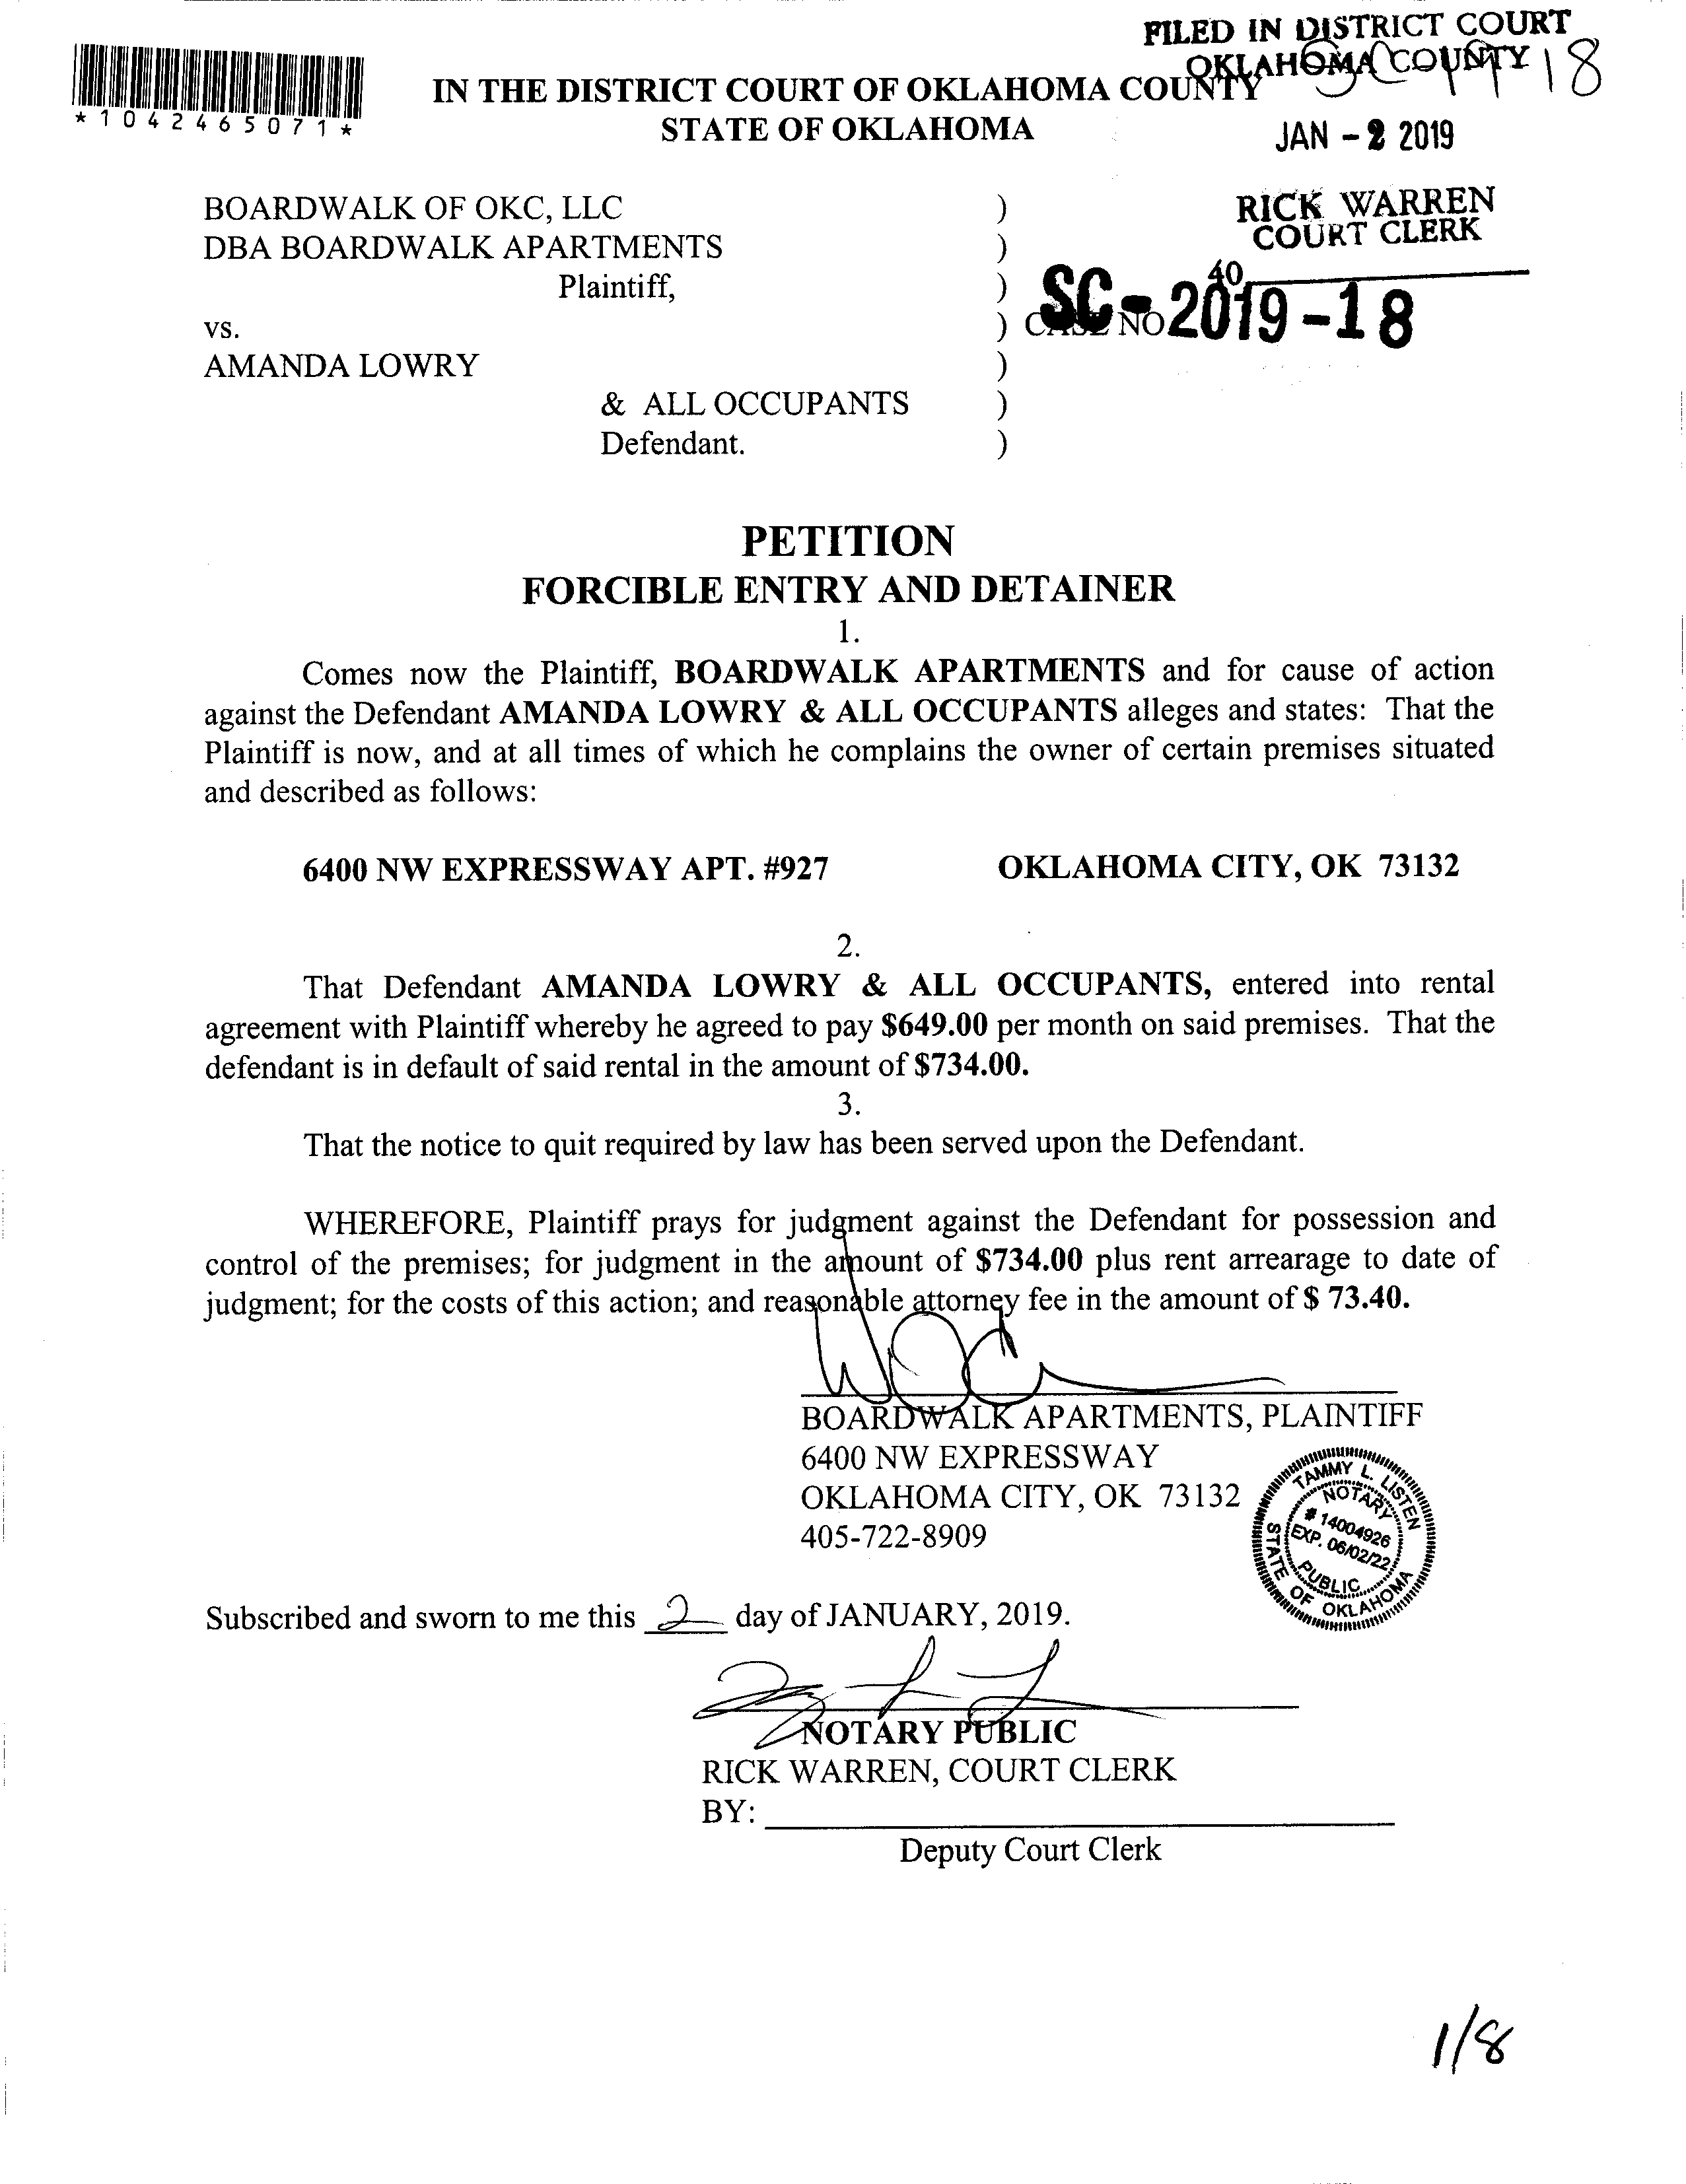 FILED IN DISTRICT COURT
OKLAHOMA COUNTY
*1042465071*
IN THE DISTRICT COURT OF OKLAHOMA COUNTY
STATE OF OKLAHOMA
JAN - 2 2019
BOARDWALK OF OKC, LLC )
DBA BOARDWALK APARTMENTS )
Plaintiff, )
vs. ) CASE NO
AMANDA LOWRY )
& ALL OCCUPANTS )
Defendant. )
RICK WARREN
COURT CLERK
40
SC-2019-18
PETITION
FORCIBLE ENTRY AND DETAINER
1.
Comes now the Plaintiff, BOARDWALK APARTMENTS and for cause of action
against the Defendant AMANDA LOWRY & ALL OCCUPANTS alleges and states: That the
Plaintiff is now, and at all times of which he complains the owner of certain premises situated
and described as follows:
6400 NW EXPRESSWAY APT. #927 OKLAHOMA CITY, OK 73132
2.
That Defendant AMANDA LOWRY & ALL OCCUPANTS, entered into rental
agreement with Plaintiff whereby he agreed to pay $649.00 per month on said premises. That the
defendant is in default of said rental in the amount of $734.00.
3.
That the notice to quit required by law has been served upon the Defendant.
WHEREFORE, Plaintiff prays for judgment against the Defendant for possession and
control of the premises; for judgment in the amount of $734.00 plus rent arrearage to date of
judgment; for the costs of this action; and reasonable attorney fee in the amount of $ 73.40.
BOARDWALK APARTMENTS, PLAINTIFF
6400 NW EXPRESSWAY
OKLAHOMA CITY, OK 73132
405-722-8909
TAMMY L. LISTEN
NOTARY
# 14004926
EXP. 06/02/22
PUBLIC
STATE OF OKLAHOMA
Subscribed and sworn to me this 2 day of JANUARY, 2019.
NOTARY PUBLIC
RICK WARREN, COURT CLERK
BY:
Deputy Court Clerk
1/8